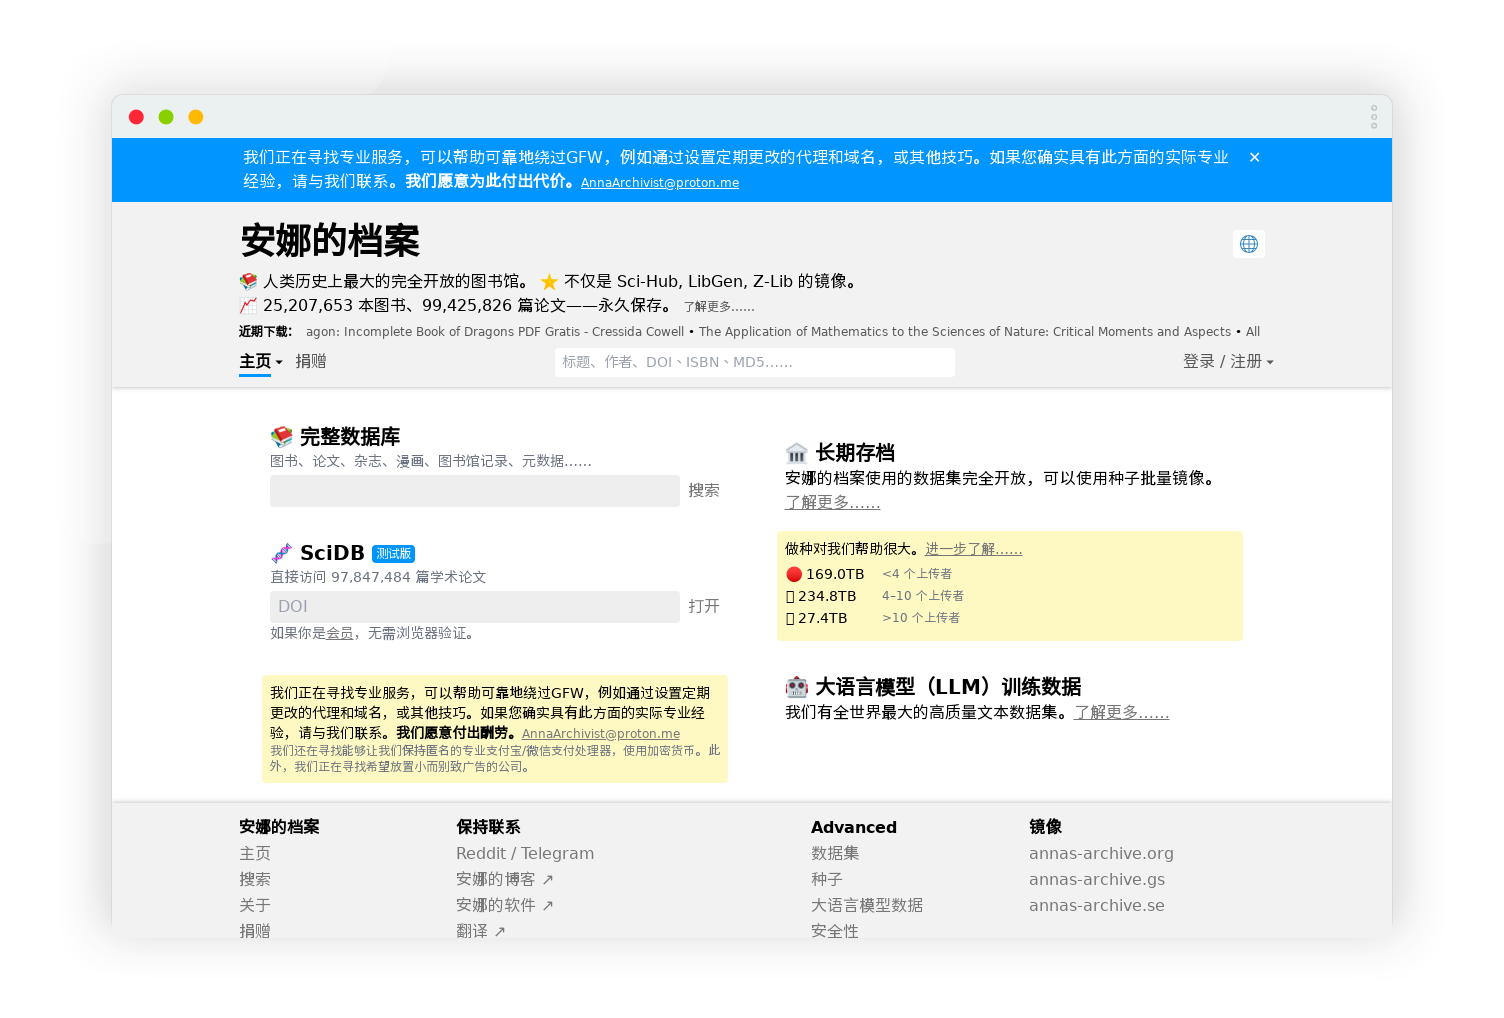 我们正在寻找专业服务，可以帮助可靠地绕过GFW，例如通过设置定期更改的代理和域名，或其他技巧。如果您确实具有此方面的实际专业
经验，请与我们联系。我们愿意为此付出代价。AnnaArchivist@proton.me
✕
安娜的档案
📚 人类历史上最大的完全开放的图书馆。 ⭐ 不仅是 Sci-Hub, LibGen, Z-Lib 的镜像。
📈 25,207,653 本图书、99,425,826 篇论文——永久保存。 了解更多……
近期下载： agon: Incomplete Book of Dragons PDF Gratis - Cressida Cowell • The Application of Mathematics to the Sciences of Nature: Critical Moments and Aspects • All
主页 捐赠 标题、作者、DOI、ISBN、MD5…… 登录 / 注册
📚 完整数据库
图书、论文、杂志、漫画、图书馆记录、元数据……
搜索
🧬 SciDB 测试版
直接访问 97,847,484 篇学术论文
DOI 打开
如果你是会员，无需浏览器验证。
我们正在寻找专业服务，可以帮助可靠地绕过GFW，例如通过设置定期
更改的代理和域名，或其他技巧。如果您确实具有此方面的实际专业经
验，请与我们联系。我们愿意付出酬劳。AnnaArchivist@proton.me
我们还在寻找能够让我们保持匿名的专业支付宝/微信支付处理器，使用加密货币。此
外，我们正在寻找希望放置小而别致广告的公司。
🏛️ 长期存档
安娜的档案使用的数据集完全开放，可以使用种子批量镜像。
了解更多……
做种对我们帮助很大。进一步了解……
🔴 169.0TB <4 个上传者
234.8TB 4–10 个上传者
27.4TB >10 个上传者
🤖 大语言模型（LLM）训练数据
我们有全世界最大的高质量文本数据集。了解更多……
安娜的档案
主页
搜索
关于
捐赠
保持联系
Reddit / Telegram
安娜的博客 ↗
安娜的软件 ↗
翻译 ↗
Advanced
数据集
种子
大语言模型数据
安全性
镜像
annas-archive.org
annas-archive.gs
annas-archive.se